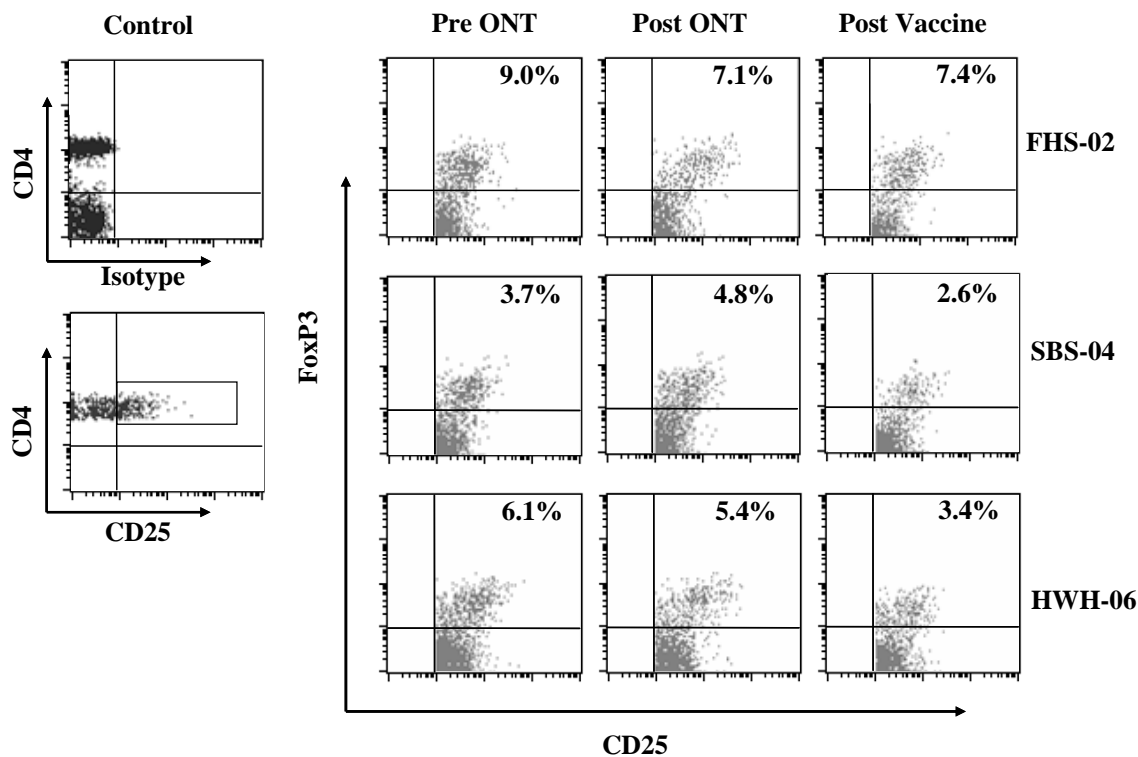 Control
Pre ONT
Post ONT
Post Vaccine
CD4
Isotype
CD4
CD25
FoxP3
9.0%
7.1%
7.4%
FHS-02
3.7%
4.8%
2.6%
SBS-04
6.1%
5.4%
3.4%
HWH-06
CD25